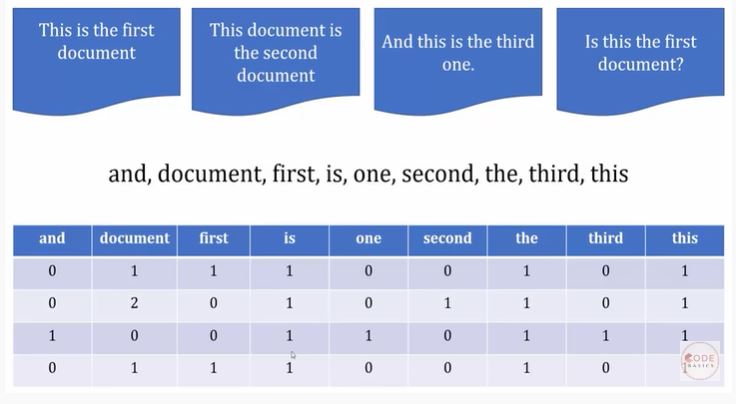 This is the first
document
This document is
the second
document
And this is the third
one.
Is this the first
document?
and, document, first, is, one, second, the, third, this
and document first is one second the third this
0 1 1 1 0 0 1 0 1
0 2 0 1 0 1 1 0 1
1 0 0 1 1 0 1 1 1
0 1 1 1 0 0 1 0 1
CODE
BASICS